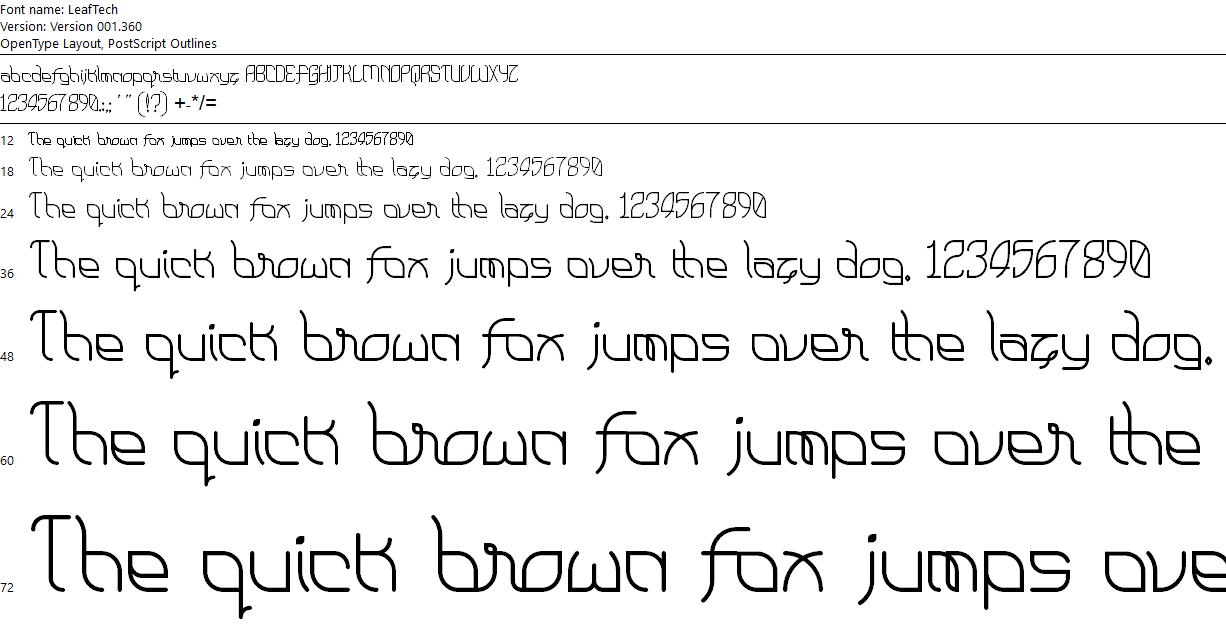 Font name: LeafTech
Version: Version 001.360
OpenType Layout, PostScript Outlines
abcdefghijklmnopqrstuvwxyz ABCDEFGHIJKLMNOPQRSTUVWXYZ
1234567890.:,; ' " (!?) +-*/=
12 The quick brown fox jumps over the lazy dog. 1234567890
18 The quick brown fox jumps over the lazy dog. 1234567890
24 The quick brown fox jumps over the lazy dog. 1234567890
36 The quick brown fox jumps over the lazy dog. 1234567890
48 The quick brown fox jumps over the lazy dog.
60 The quick brown fox jumps over the
72 The quick brown fox jumps ove